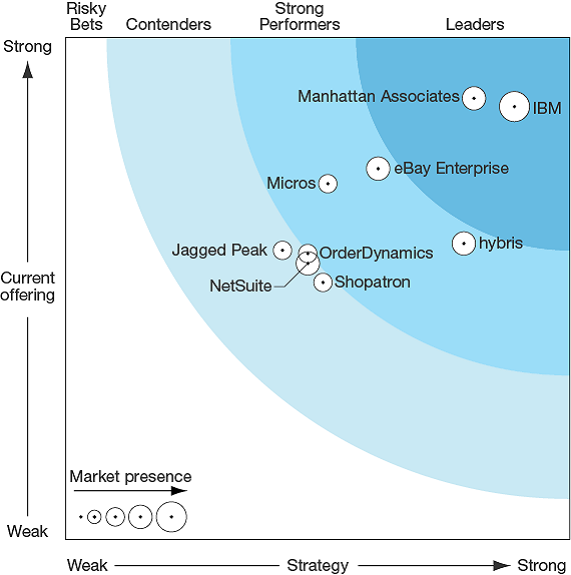 Risky
Bets
Contenders
Strong
Performers
Leaders
Strong
Manhattan Associates
IBM
eBay Enterprise
Micros
hybris
Jagged Peak
OrderDynamics
NetSuite
Shopatron
Current
offering
Market presence
Weak
Weak
Strategy
Strong